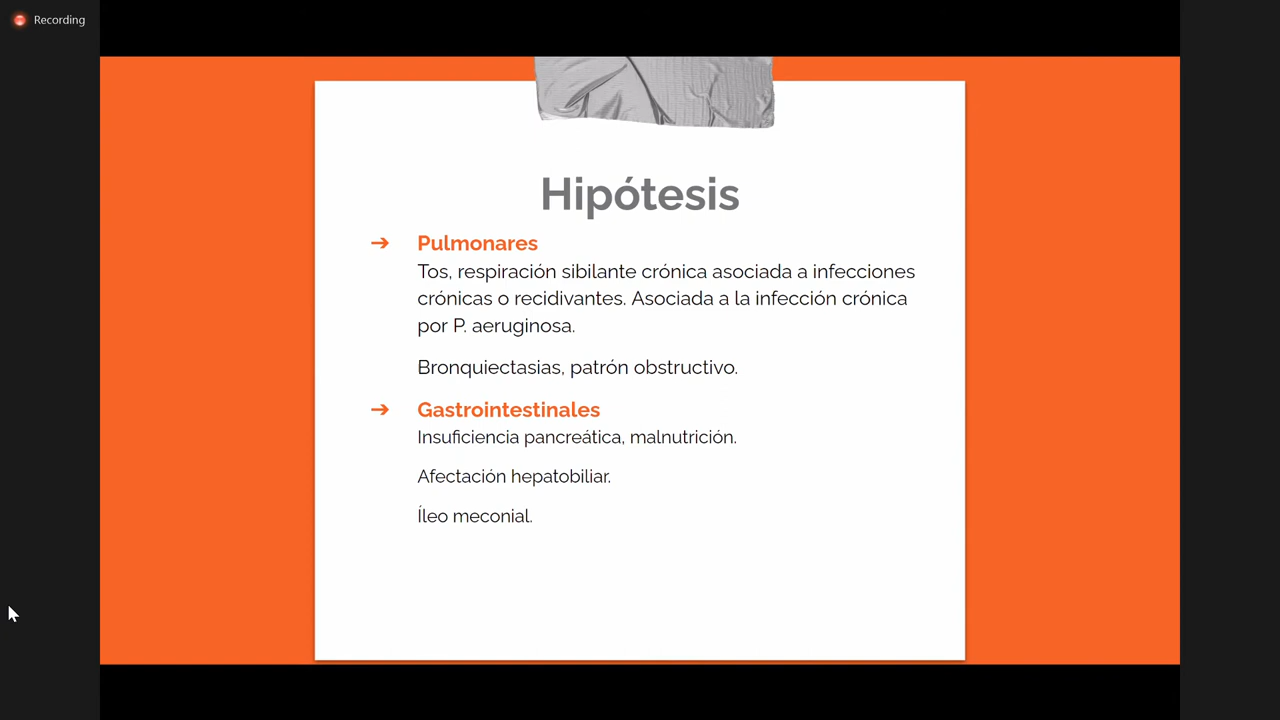 Recording
Hipótesis
➔ Pulmonares
Tos, respiración sibilante crónica asociada a infecciones
crónicas o recidivantes. Asociada a la infección crónica
por P. aeruginosa.
Bronquiectasias, patrón obstructivo.
➔ Gastrointestinales
Insuficiencia pancreática, malnutrición.
Afectación hepatobiliar.
Íleo meconial.